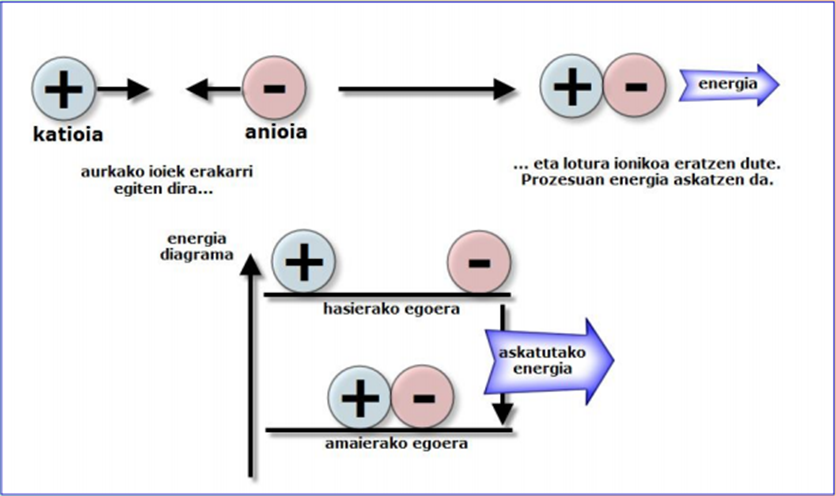 +
-
+
-
energia
katioia
anioia
aurkako ioiek erakarri
egiten dira...
... eta lotura ionikoa eratzen dute.
Prozesuan energia askatzen da.
energia
diagrama
+
-
hasierako egoera
askatutako
energia
+
-
amaierako egoera